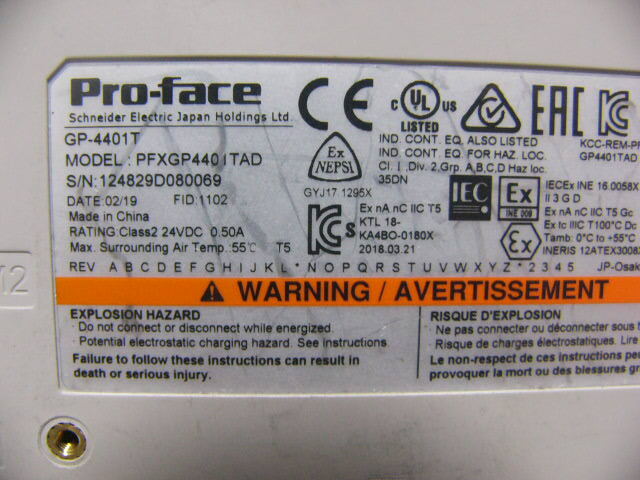 Pro-face
Schneider Electric Japan Holdings Ltd.
GP-4401T
MODEL : PFXGP4401TAD
S/N:124829D080069
DATE 02/19 FID:1102
Made in China
RATING Class2 24VDC 0.50A
Max. Surrounding Air Temp. 55℃ T5
CE
C UL US
LISTED
EAC
KCC-REM-PF
GP4401TAD
Ex
NEPSI
GYJ17.1295X
IND. CONT. EQ. ALSO LISTED
IND. CONT. EQ. FOR HAZ. LOC.
Cl. I, Div. 2,Grp. A,B,C,D Haz loc.
35DN
IEC
Ex
INE 009
Ex
IECEx INE 16.0058X
II 3 G D
Ex nA nC IIC T5 Gc
Ex tc IIIC T100°C Dc
Tamb: 0°C to +55°C
INERIS 12ATEX3008X
s
Ex nA nC IIC T5
KTL 18-
KA4BO-0180X
2018.03.21
REV A B C D E F G H I J K L * N O P Q R S T U V W X Y Z * 2 3 4 5 JP-Osak
WARNING / AVERTISSEMENT
EXPLOSION HAZARD
· Do not connect or disconnect while energized.
· Potential electrostatic charging hazard. See instructions.
Failure to follow these instructions can result in
death or serious injury.
RISQUE D'EXPLOSION
· Ne pas connecter ou déconnecter sous t
· Risque de charges électrostatiques. Lire
Le non-respect de ces instructions pe
provoquer la mort ou des blessures gr